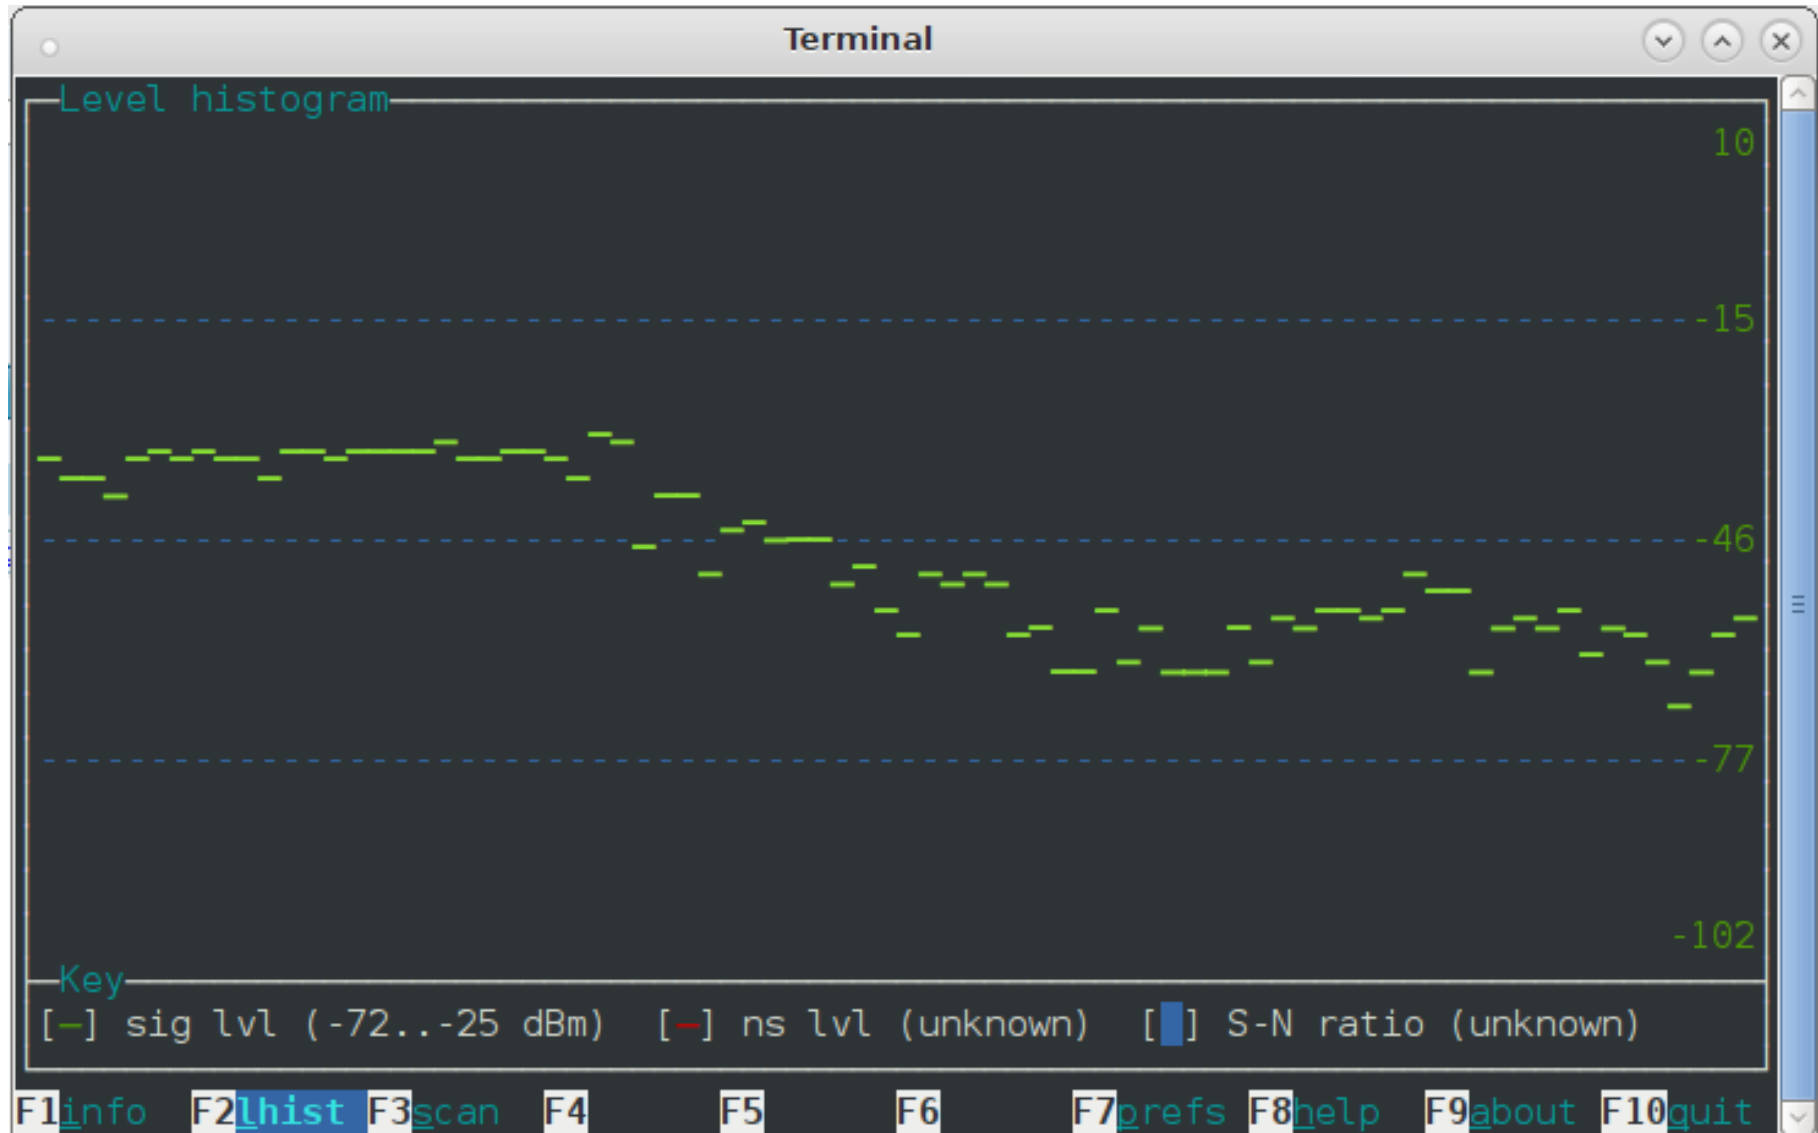 Terminal
Level histogram
10
-15
-46
-77
-102
Key
[–] sig lvl (-72..-25 dBm) [–] ns lvl (unknown) [ ] S-N ratio (unknown)
F1info F2lhist F3scan F4 F5 F6 F7prefs F8help F9about F10quit